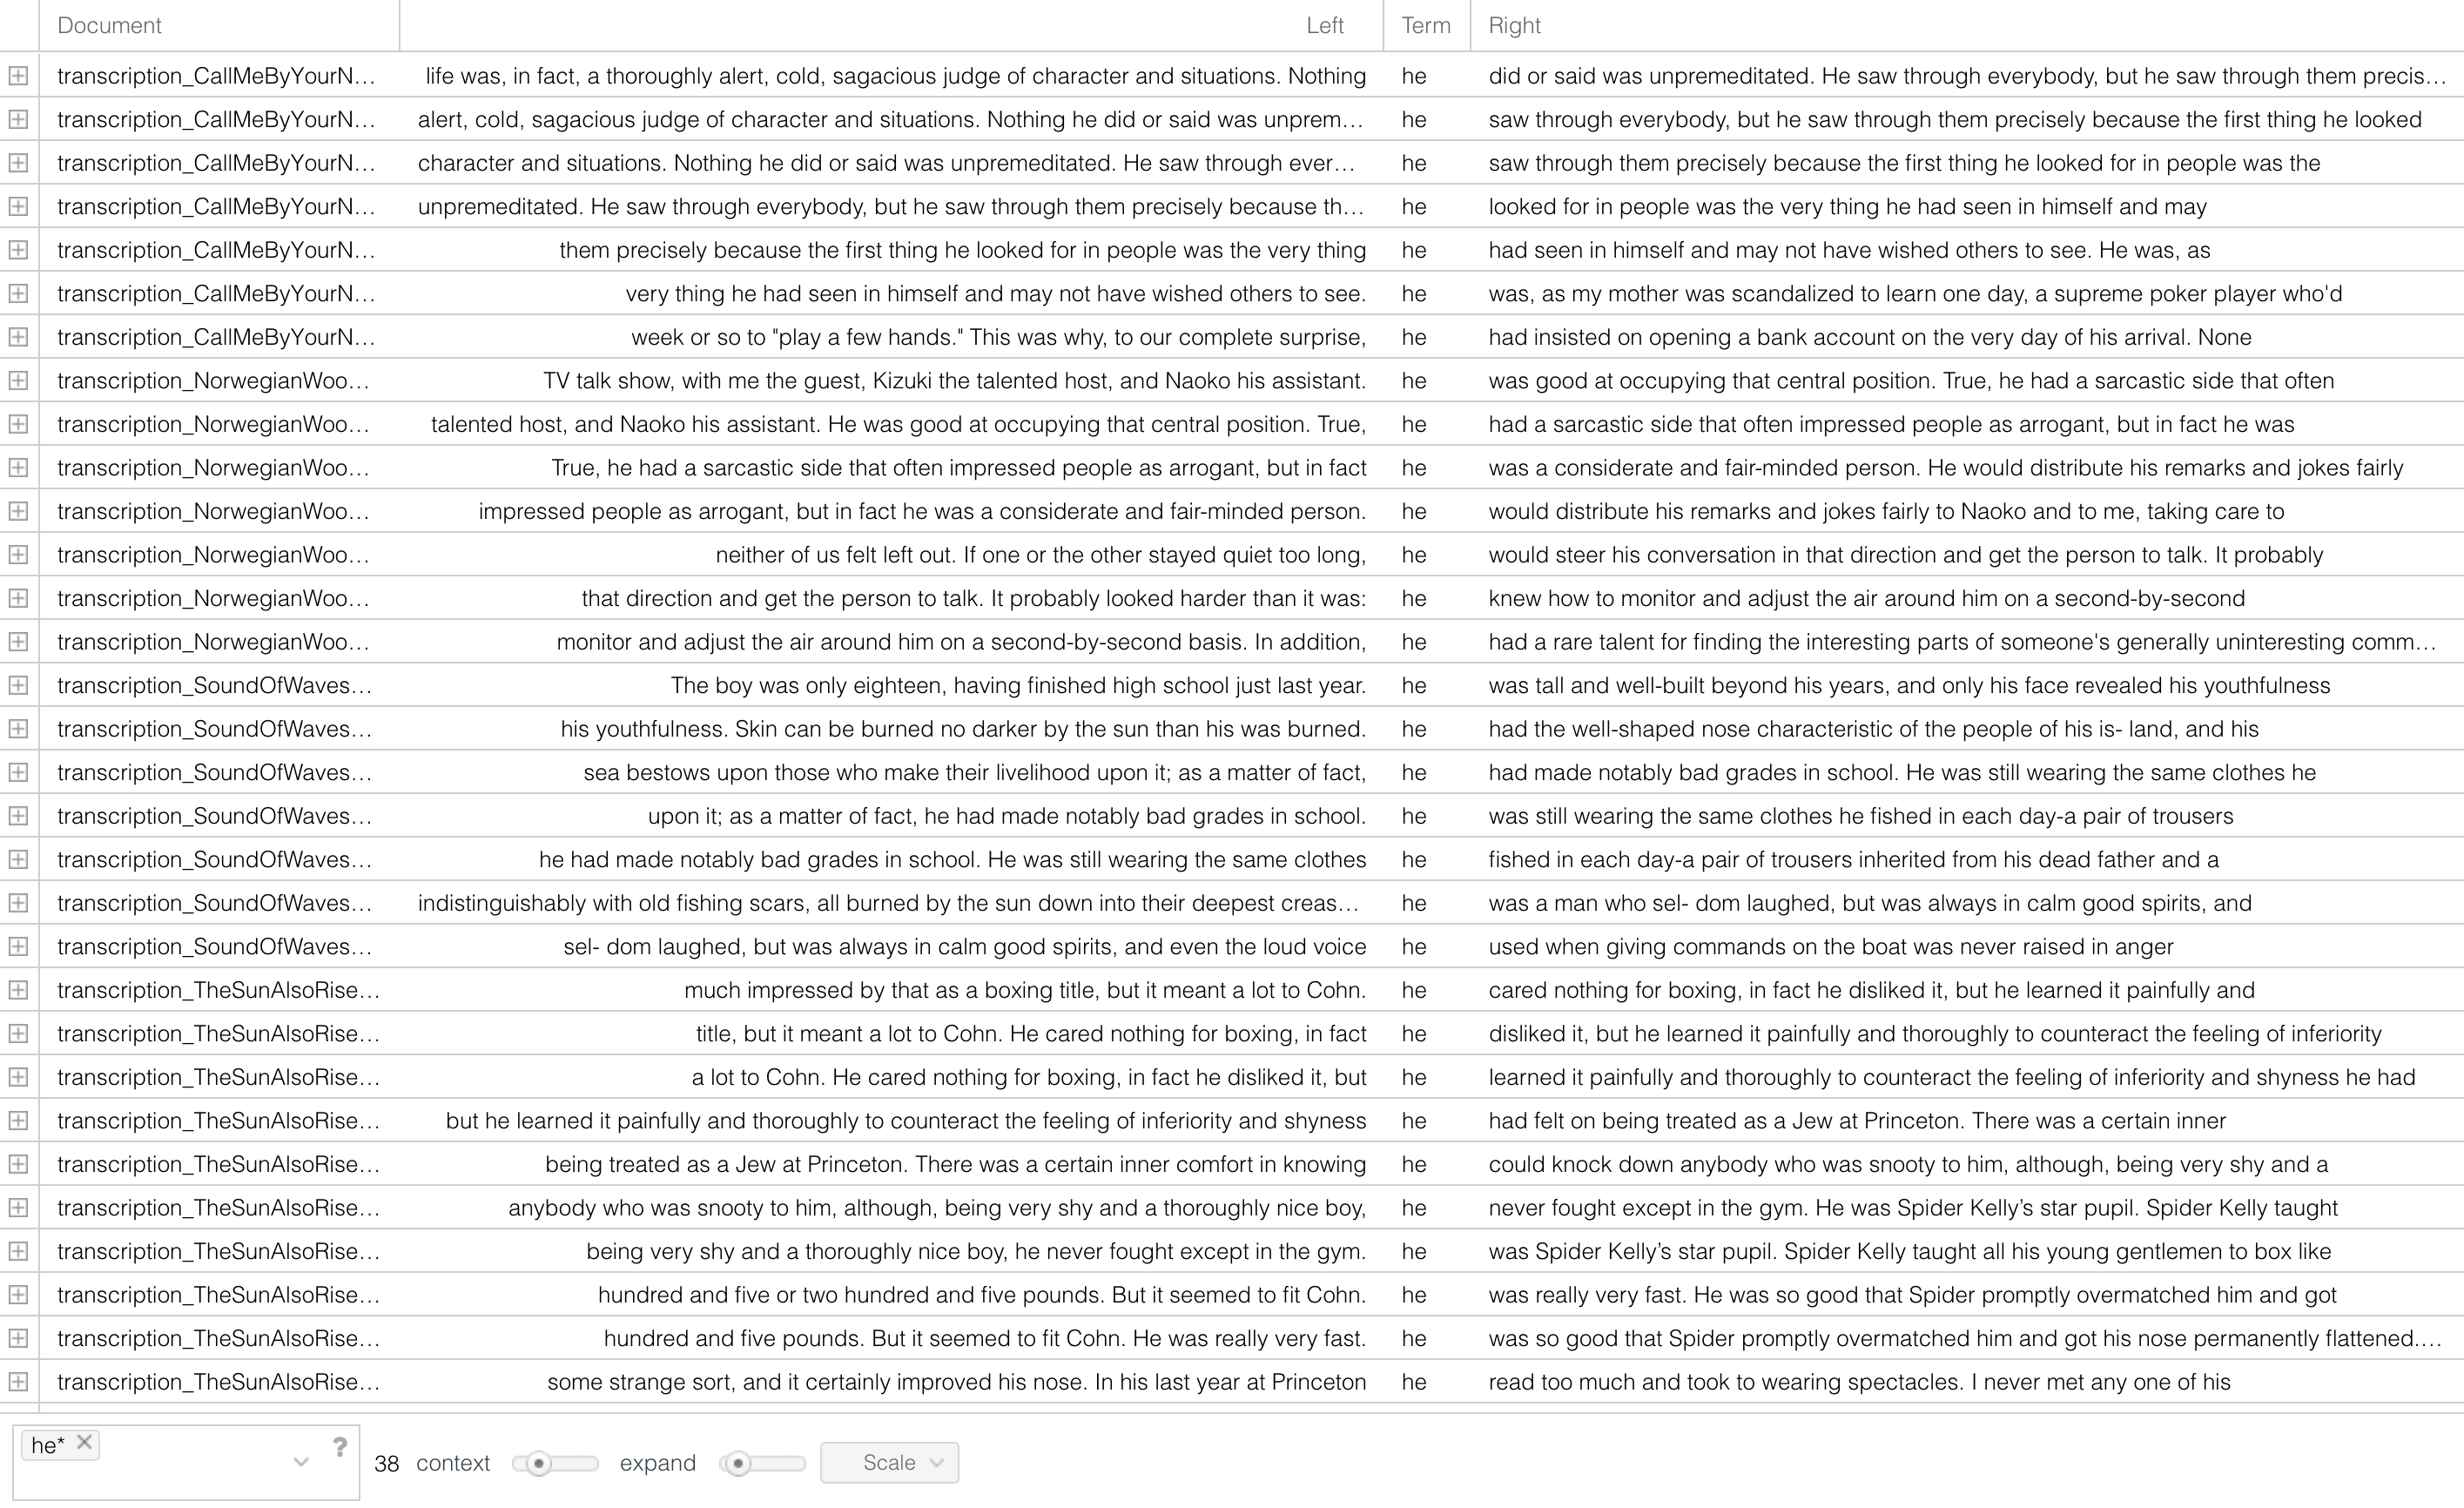 Document Left Term Right
transcription_CallMeByYourN... life was, in fact, a thoroughly alert, cold, sagacious judge of character and situations. Nothing he did or said was unpremeditated. He saw through everybody, but he saw through them precis...
transcription_CallMeByYourN... alert, cold, sagacious judge of character and situations. Nothing he did or said was unprem... he saw through everybody, but he saw through them precisely because the first thing he looked
transcription_CallMeByYourN... character and situations. Nothing he did or said was unpremeditated. He saw through ever... he saw through them precisely because the first thing he looked for in people was the
transcription_CallMeByYourN... unpremeditated. He saw through everybody, but he saw through them precisely because th... he looked for in people was the very thing he had seen in himself and may
transcription_CallMeByYourN... them precisely because the first thing he looked for in people was the very thing he had seen in himself and may not have wished others to see. He was, as
transcription_CallMeByYourN... very thing he had seen in himself and may not have wished others to see. he was, as my mother was scandalized to learn one day, a supreme poker player who'd
transcription_CallMeByYourN... week or so to "play a few hands." This was why, to our complete surprise, he had insisted on opening a bank account on the very day of his arrival. None
transcription_NorwegianWoo... TV talk show, with me the guest, Kizuki the talented host, and Naoko his assistant. he was good at occupying that central position. True, he had a sarcastic side that often
transcription_NorwegianWoo... talented host, and Naoko his assistant. He was good at occupying that central position. True, he had a sarcastic side that often impressed people as arrogant, but in fact he was
transcription_NorwegianWoo... True, he had a sarcastic side that often impressed people as arrogant, but in fact he was a considerate and fair-minded person. He would distribute his remarks and jokes fairly
transcription_NorwegianWoo... impressed people as arrogant, but in fact he was a considerate and fair-minded person. he would distribute his remarks and jokes fairly to Naoko and to me, taking care to
transcription_NorwegianWoo... neither of us felt left out. If one or the other stayed quiet too long, he would steer his conversation in that direction and get the person to talk. It probably
transcription_NorwegianWoo... that direction and get the person to talk. It probably looked harder than it was: he knew how to monitor and adjust the air around him on a second-by-second
transcription_NorwegianWoo... monitor and adjust the air around him on a second-by-second basis. In addition, he had a rare talent for finding the interesting parts of someone's generally uninteresting comm...
transcription_SoundOfWaves... The boy was only eighteen, having finished high school just last year. he was tall and well-built beyond his years, and only his face revealed his youthfulness
transcription_SoundOfWaves... his youthfulness. Skin can be burned no darker by the sun than his was burned. he had the well-shaped nose characteristic of the people of his is- land, and his
transcription_SoundOfWaves... sea bestows upon those who make their livelihood upon it; as a matter of fact, he had made notably bad grades in school. He was still wearing the same clothes he
transcription_SoundOfWaves... upon it; as a matter of fact, he had made notably bad grades in school. he was still wearing the same clothes he fished in each day-a pair of trousers
transcription_SoundOfWaves... he had made notably bad grades in school. He was still wearing the same clothes he fished in each day-a pair of trousers inherited from his dead father and a
transcription_SoundOfWaves... indistinguishably with old fishing scars, all burned by the sun down into their deepest creas... he was a man who sel- dom laughed, but was always in calm good spirits, and
transcription_SoundOfWaves... sel- dom laughed, but was always in calm good spirits, and even the loud voice he used when giving commands on the boat was never raised in anger
transcription_TheSunAlsoRise... much impressed by that as a boxing title, but it meant a lot to Cohn. he cared nothing for boxing, in fact he disliked it, but he learned it painfully and
transcription_TheSunAlsoRise... title, but it meant a lot to Cohn. He cared nothing for boxing, in fact he disliked it, but he learned it painfully and thoroughly to counteract the feeling of inferiority
transcription_TheSunAlsoRise... a lot to Cohn. He cared nothing for boxing, in fact he disliked it, but he learned it painfully and thoroughly to counteract the feeling of inferiority and shyness he had
transcription_TheSunAlsoRise... but he learned it painfully and thoroughly to counteract the feeling of inferiority and shyness he had felt on being treated as a Jew at Princeton. There was a certain inner
transcription_TheSunAlsoRise... being treated as a Jew at Princeton. There was a certain inner comfort in knowing he could knock down anybody who was snooty to him, although, being very shy and a
transcription_TheSunAlsoRise... anybody who was snooty to him, although, being very shy and a thoroughly nice boy, he never fought except in the gym. He was Spider Kelly’s star pupil. Spider Kelly taught
transcription_TheSunAlsoRise... being very shy and a thoroughly nice boy, he never fought except in the gym. he was Spider Kelly’s star pupil. Spider Kelly taught all his young gentlemen to box like
transcription_TheSunAlsoRise... hundred and five or two hundred and five pounds. But it seemed to fit Cohn. he was really very fast. He was so good that Spider promptly overmatched him and got
transcription_TheSunAlsoRise... hundred and five pounds. But it seemed to fit Cohn. He was really very fast. he was so good that Spider promptly overmatched him and got his nose permanently flattened....
transcription_TheSunAlsoRise... some strange sort, and it certainly improved his nose. In his last year at Princeton he read too much and took to wearing spectacles. I never met any one of his
he* ? 38 context expand Scale